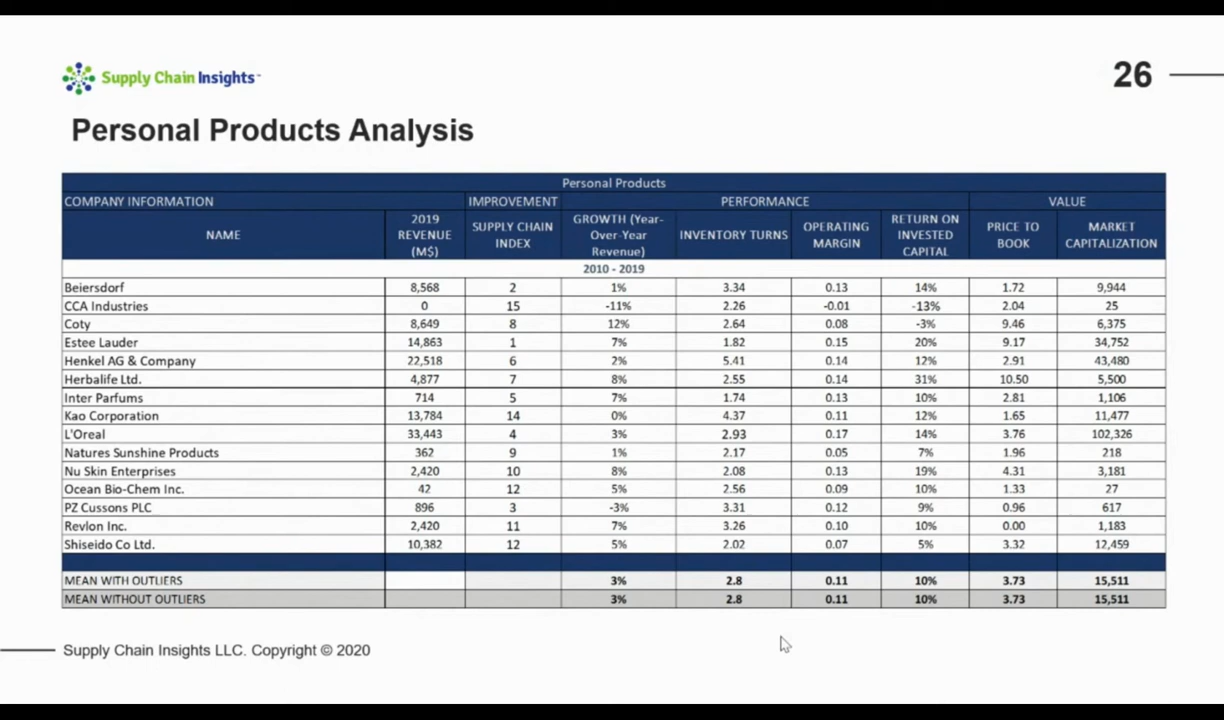 Supply Chain Insights™
26
Personal Products Analysis
Personal Products
COMPANY INFORMATION IMPROVEMENT PERFORMANCE VALUE
NAME 2019 REVENUE (M$) SUPPLY CHAIN INDEX GROWTH (Year-Over-Year Revenue) INVENTORY TURNS OPERATING MARGIN RETURN ON INVESTED CAPITAL PRICE TO BOOK MARKET CAPITALIZATION
2010 - 2019
Beiersdorf 8,568 2 1% 3.34 0.13 14% 1.72 9,944
CCA Industries 0 15 -11% 2.26 -0.01 -13% 2.04 25
Coty 8,649 8 12% 2.64 0.08 -3% 9.46 6,375
Estee Lauder 14,863 1 7% 1.82 0.15 20% 9.17 34,752
Henkel AG & Company 22,518 6 2% 5.41 0.14 12% 2.91 43,480
Herbalife Ltd. 4,877 7 8% 2.55 0.14 31% 10.50 5,500
Inter Parfums 714 5 7% 1.74 0.13 10% 2.81 1,106
Kao Corporation 13,784 14 0% 4.37 0.11 12% 1.65 11,477
L'Oreal 33,443 4 3% 2.93 0.17 14% 3.76 102,326
Natures Sunshine Products 362 9 1% 2.17 0.05 7% 1.96 218
Nu Skin Enterprises 2,420 10 8% 2.08 0.13 19% 4.31 3,181
Ocean Bio-Chem Inc. 42 12 5% 2.56 0.09 10% 1.33 27
PZ Cussons PLC 896 3 -3% 3.31 0.12 9% 0.96 617
Revlon Inc. 2,420 11 7% 3.26 0.10 10% 0.00 1,183
Shiseido Co Ltd. 10,382 12 5% 2.02 0.07 5% 3.32 12,459
MEAN WITH OUTLIERS 3% 2.8 0.11 10% 3.73 15,511
MEAN WITHOUT OUTLIERS 3% 2.8 0.11 10% 3.73 15,511
Supply Chain Insights LLC. Copyright © 2020